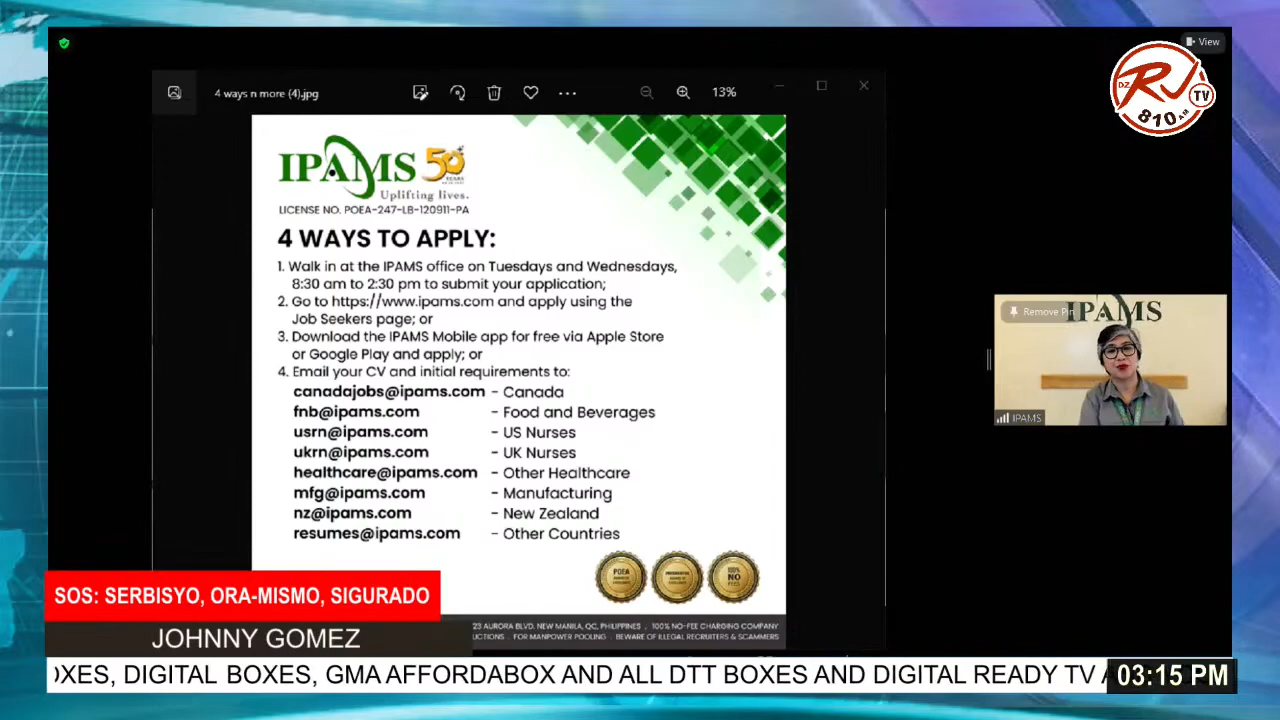 View
DZ RJ TV
810 AM
4 ways n more (4).jpg
13%
IPAMS 50 YEARS
Uplifting lives.
LICENSE NO. POEA-247-LB-120911-PA
4 WAYS TO APPLY:
1. Walk in at the IPAMS office on Tuesdays and Wednesdays,
8:30 am to 2:30 pm to submit your application;
2. Go to https://www.ipams.com and apply using the
Job Seekers page; or
3. Download the IPAMS Mobile app for free via Apple Store
or Google Play and apply; or
4. Email your CV and initial requirements to:
canadajobs@ipams.com - Canada
fnb@ipams.com - Food and Beverages
usrn@ipams.com - US Nurses
ukrn@ipams.com - UK Nurses
healthcare@ipams.com - Other Healthcare
mfg@ipams.com - Manufacturing
nz@ipams.com - New Zealand
resumes@ipams.com - Other Countries
POEA
100%
NO
FEES
23 AURORA BLVD. NEW MANILA, QC, PHILIPPINES , 100% NO-FEE CHARGING COMPANY
UCTIONS . FOR MANPOWER POOLING . BEWARE OF ILLEGAL RECRUITERS & SCAMMERS
Remove Pin
IPAMS
IPAMS
SOS: SERBISYO, ORA-MISMO, SIGURADO
JOHNNY GOMEZ
OXES, DIGITAL BOXES, GMA AFFORDABOX AND ALL DTT BOXES AND DIGITAL READY TV A
03:15 PM